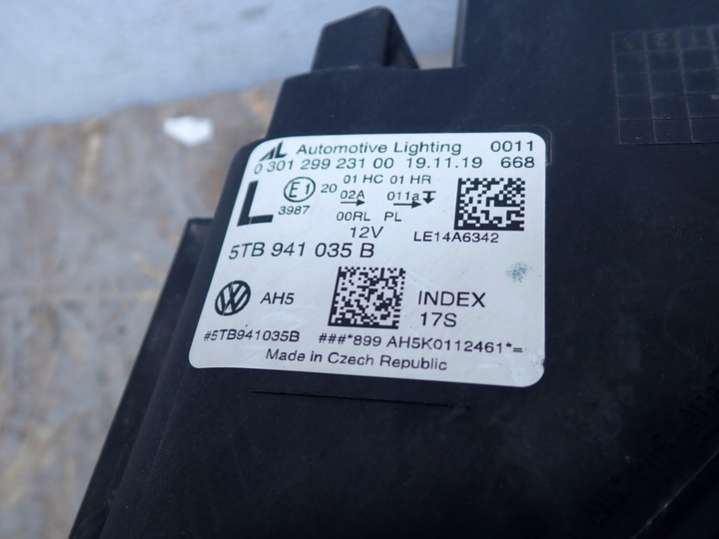 AL Automotive Lighting 0011
0 301 299 231 00 19.11.19 668
L E1 20 01 HC 01 HR
3987 02A 011a
00RL PL
12V LE14A6342
5TB 941 035 B
VW AH5 INDEX
17S
#5TB941035B ###*899 AH5K0112461*=
Made in Czech Republic